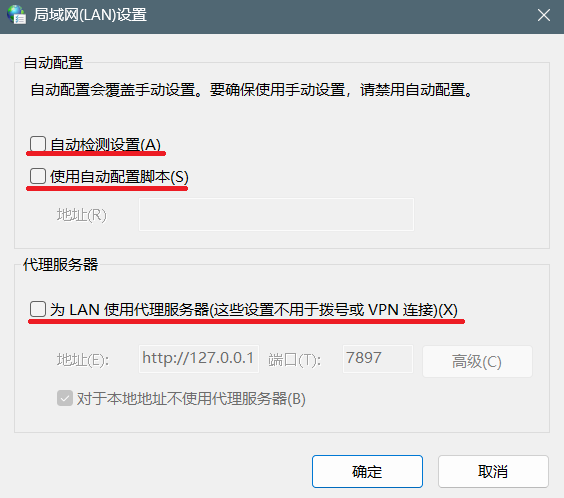 局域网(LAN)设置
自动配置
自动配置会覆盖手动设置。要确保使用手动设置，请禁用自动配置。
自动检测设置(A)
使用自动配置脚本(S)
地址(R)
代理服务器
为 LAN 使用代理服务器(这些设置不用于拨号或 VPN 连接)(X)
地址(E): http://127.0.0.1 端口(T): 7897 高级(C)
对于本地地址不使用代理服务器(B)
确定 取消